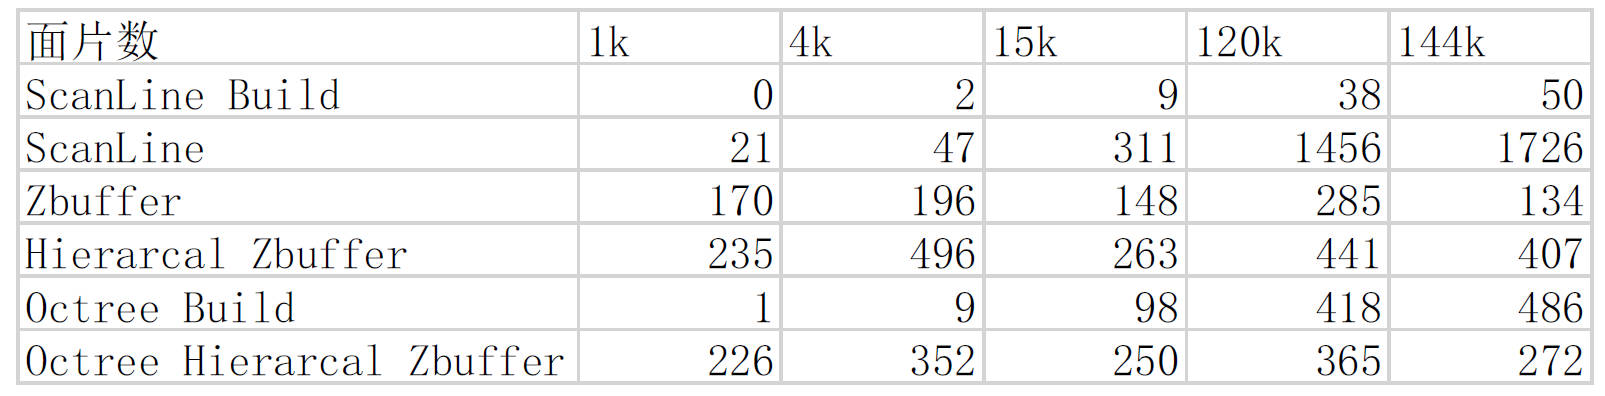 面片数 1k 4k 15k 120k 144k
ScanLine Build 0 2 9 38 50
ScanLine 21 47 311 1456 1726
Zbuffer 170 196 148 285 134
Hierarcal Zbuffer 235 496 263 441 407
Octree Build 1 9 98 418 486
Octree Hierarcal Zbuffer 226 352 250 365 272